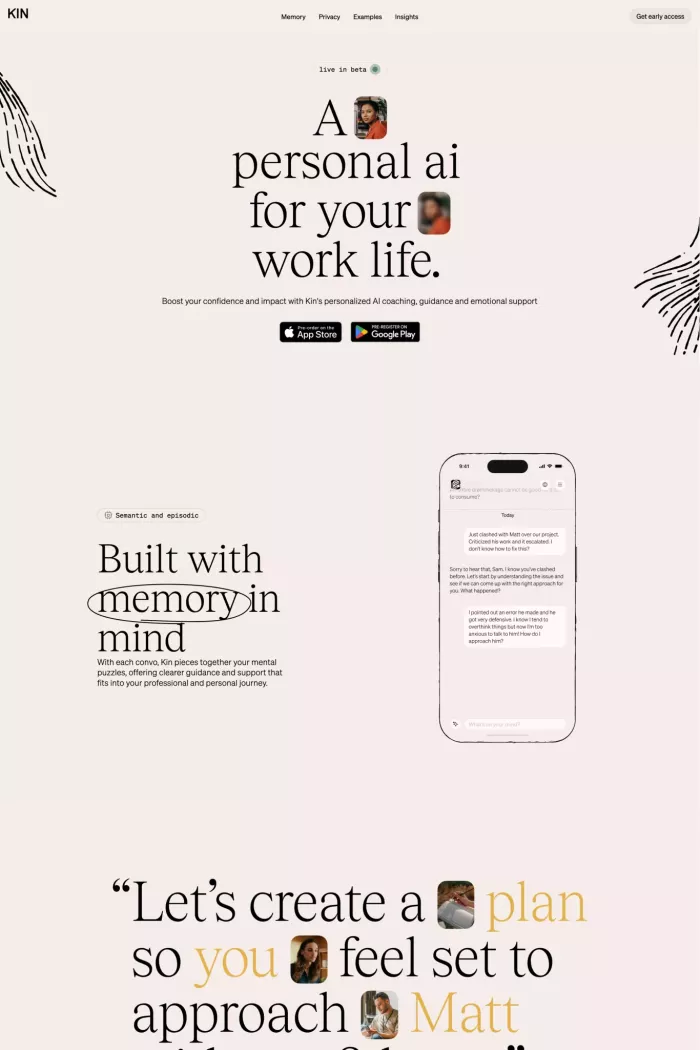 KIN
Memory Privacy Examples Insights
Get early access
live in beta
A
personal ai
for your
work life.
Boost your confidence and impact with Kin's personalized AI coaching, guidance and emotional support
Pre-order on the
App Store
PRE-REGISTER ON
Google Play
Semantic and episodic
Built with
memory in
mind
With each convo, Kin pieces together your mental
puzzles, offering clearer guidance and support that
fits into your professional and personal journey.
9:41
to consume?
Today
Just clashed with Matt over our project.
Criticized his work and it escalated. I
don't know how to fix this?
Sorry to hear that, Sam. I know you've clashed
before. Let's start by understanding the issue and
see if we can come up with the right approach for
you. What happened?
I pointed out an error he made and he
got very defensive. I know I tend to
overthink things but now I'm too
anxious to talk to him! How do I
approach him?
What's on your mind?
“Let’s create a plan
so you feel set to
approach Matt